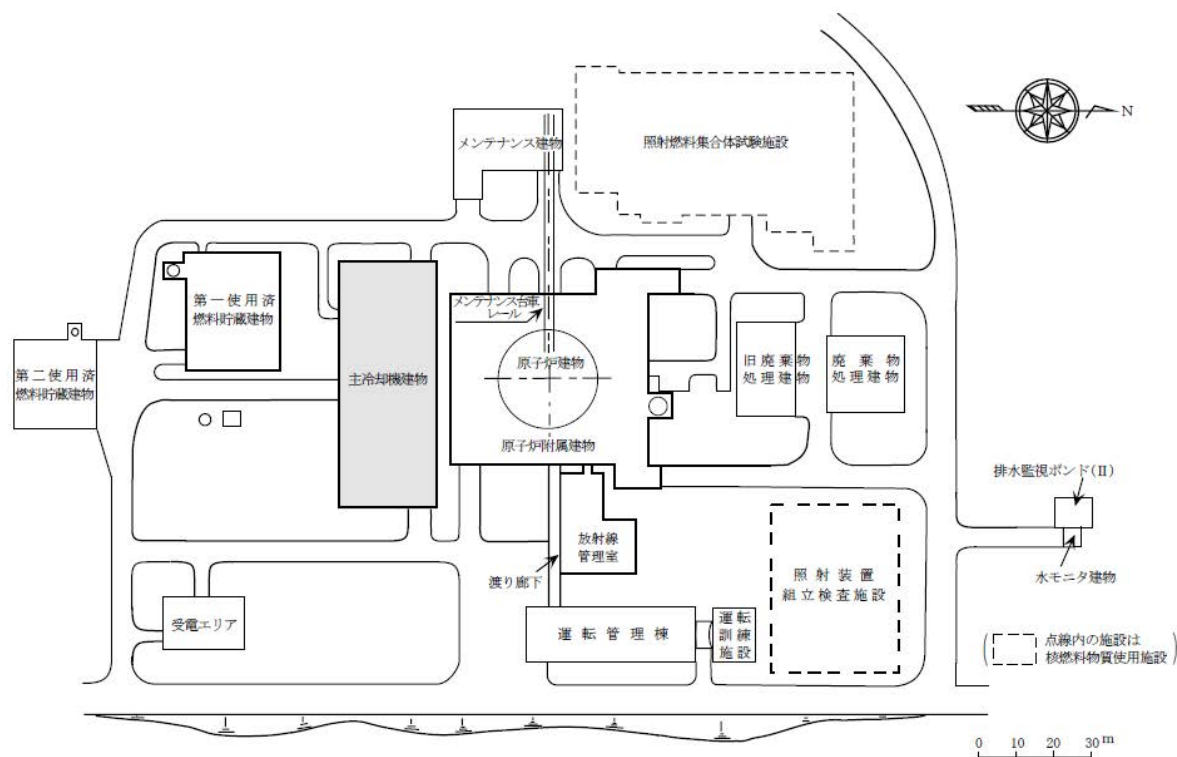 メンテナンス建物
照射燃料集合体試験施設
N
第一使用済
燃料貯蔵建物
メンテナンス台車
レール
原子炉建物
主冷却機建物
旧廃棄物
処理建物
廃棄物
処理建物
第二使用済
燃料貯蔵建物
原子炉附属建物
排水監視ポンド(Ⅱ)
放射線
管理室
渡り廊下
照射装置
組立検査施設
水モニタ建物
受電エリア
運転管理棟
運転
訓練
施設
点線内の施設は
核燃料物質使用施設
0 10 20 30 m